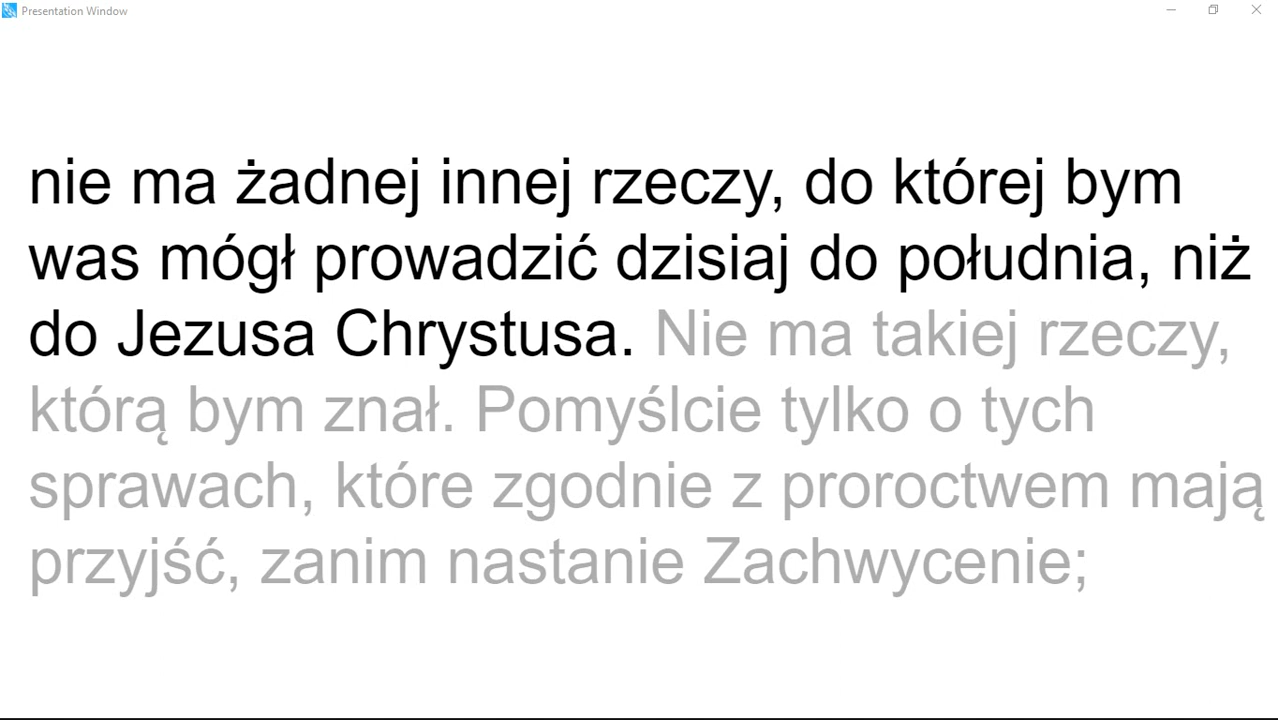 Presentation Window
nie ma żadnej innej rzeczy, do której bym
was mógł prowadzić dzisiaj do południa, niż
do Jezusa Chrystusa. Nie ma takiej rzeczy,
którą bym znał. Pomyślcie tylko o tych
sprawach, które zgodnie z proroctwem mają
przyjść, zanim nastanie Zachwycenie;